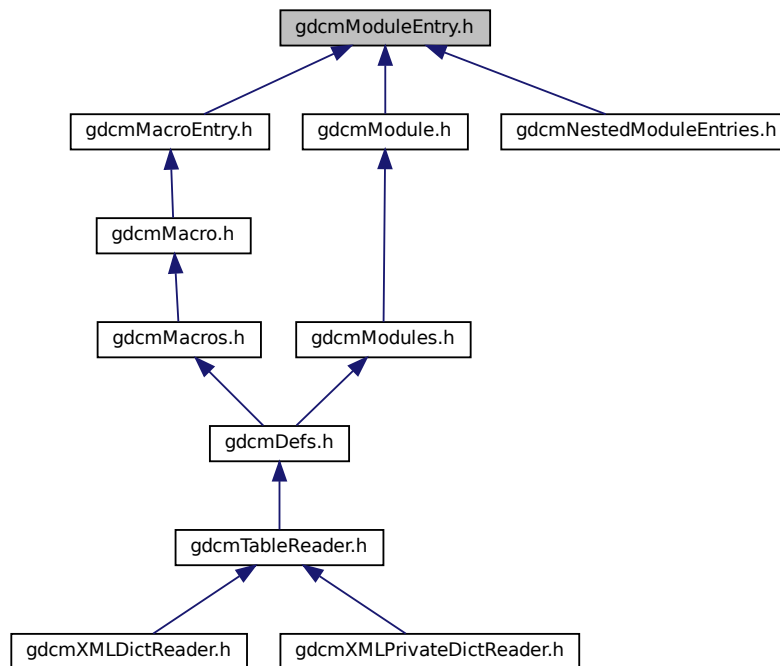 gdcmModuleEntry.h
gdcmMacroEntry.h
gdcmModule.h
gdcmNestedModuleEntries.h
gdcmMacro.h
gdcmMacros.h
gdcmModules.h
gdcmDefs.h
gdcmTableReader.h
gdcmXMLDictReader.h
gdcmXMLPrivateDictReader.h